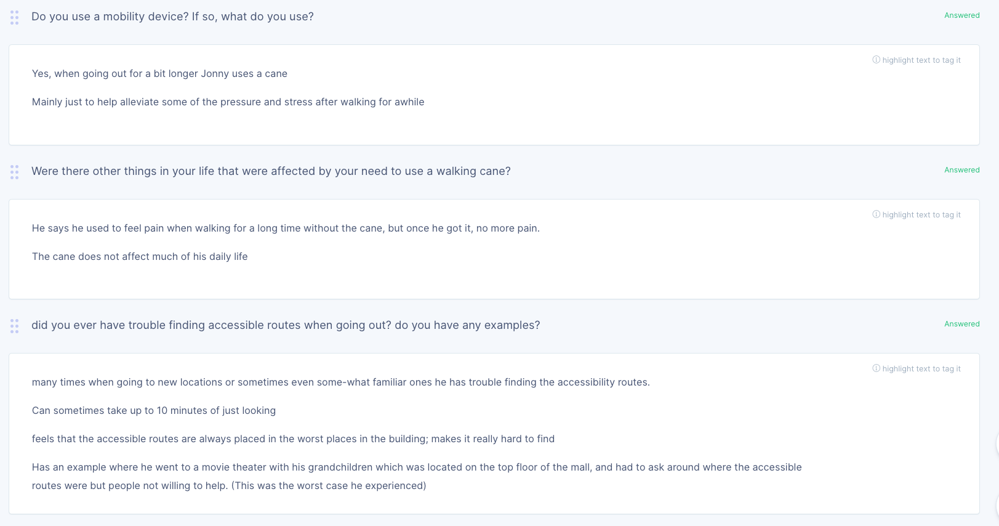 Do you use a mobility device? If so, what do you use?
Answered
highlight text to tag it
Yes, when going out for a bit longer Jonny uses a cane
Mainly just to help alleviate some of the pressure and stress after walking for awhile
Were there other things in your life that were affected by your need to use a walking cane?
Answered
highlight text to tag it
He says he used to feel pain when walking for a long time without the cane, but once he got it, no more pain.
The cane does not affect much of his daily life
did you ever have trouble finding accessible routes when going out? do you have any examples?
Answered
highlight text to tag it
many times when going to new locations or sometimes even some-what familiar ones he has trouble finding the accessibility routes.
Can sometimes take up to 10 minutes of just looking
feels that the accessible routes are always placed in the worst places in the building; makes it really hard to find
Has an example where he went to a movie theater with his grandchildren which was located on the top floor of the mall, and had to ask around where the accessible
routes were but people not willing to help. (This was the worst case he experienced)